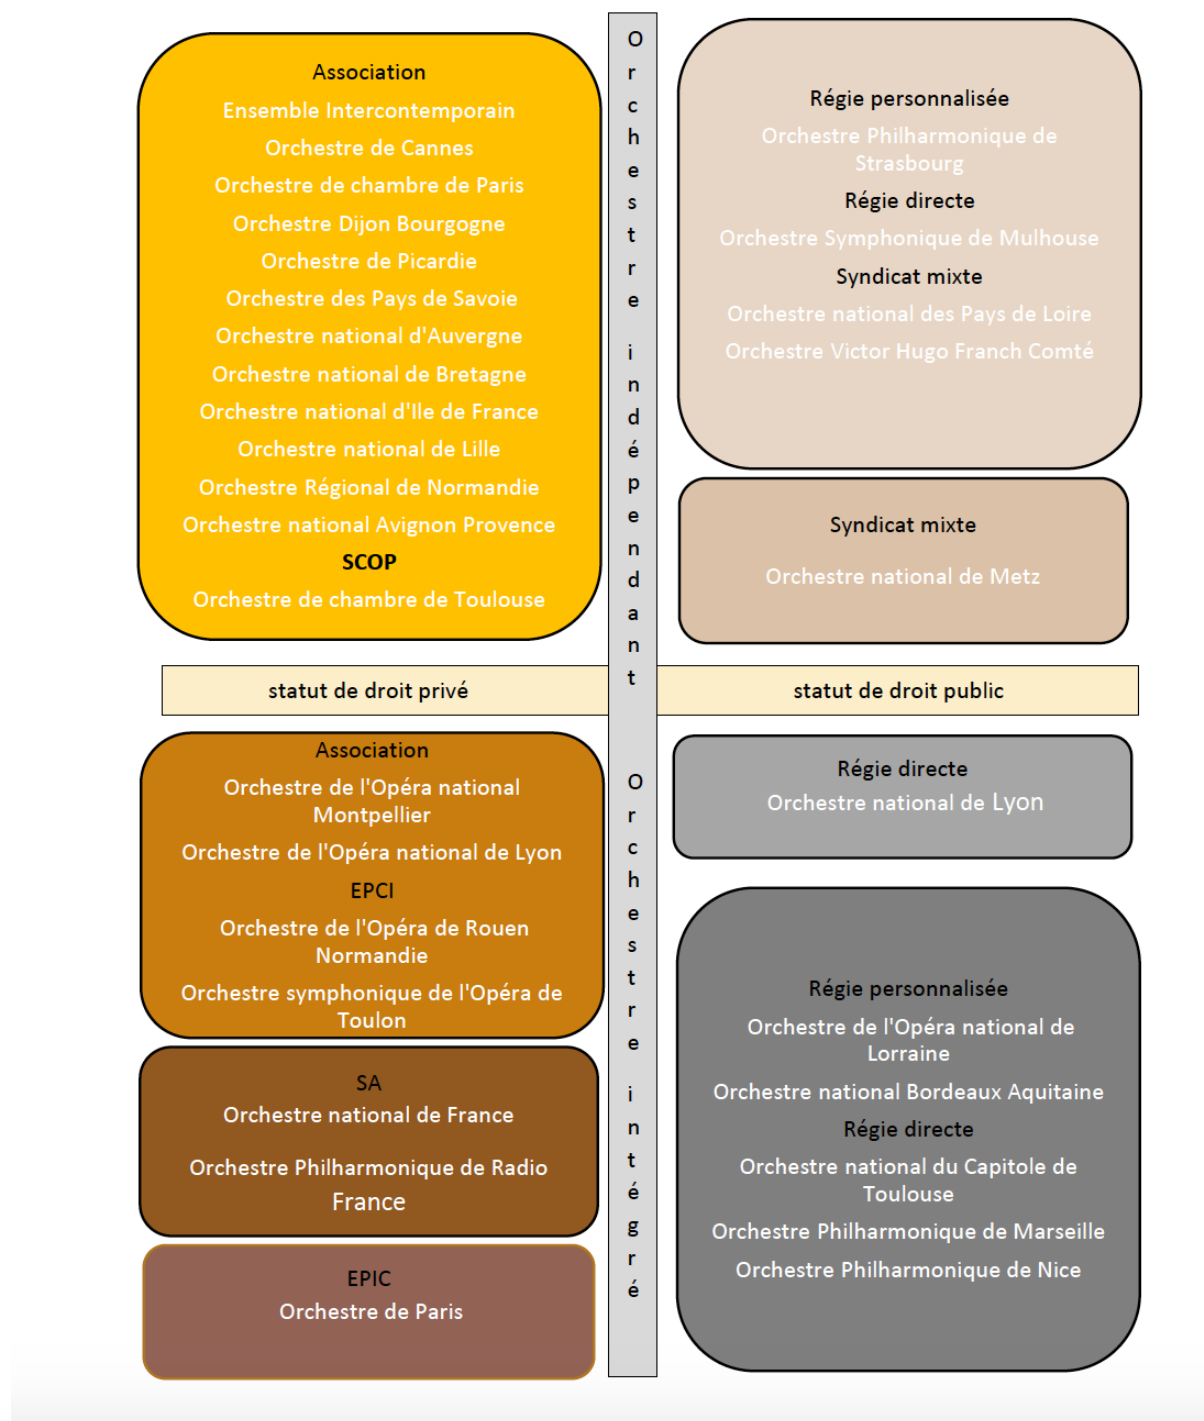 Association
Ensemble Intercontemporain
Orchestre de Cannes
Orchestre de chambre de Paris
Orchestre Dijon Bourgogne
Orchestre de Picardie
Orchestre des Pays de Savoie
Orchestre national d'Auvergne
Orchestre national de Bretagne
Orchestre national d'Ile de France
Orchestre national de Lille
Orchestre Régional de Normandie
Orchestre national Avignon Provence
SCOP
Orchestre de chambre de Toulouse
Orchestre indépendant
Régie personnalisée
Orchestre Philharmonique de
Strasbourg
Régie directe
Orchestre Symphonique de Mulhouse
Syndicat mixte
Orchestre national des Pays de Loire
Orchestre Victor Hugo Franch Comté
Syndicat mixte
Orchestre national de Metz
statut de droit privé
statut de droit public
Association
Orchestre de l'Opéra national
Montpellier
Orchestre de l'Opéra national de Lyon
EPCI
Orchestre de l'Opéra de Rouen
Normandie
Orchestre symphonique de l'Opéra de
Toulon
SA
Orchestre national de France
Orchestre Philharmonique de Radio
France
EPIC
Orchestre de Paris
Orchestre intégré
Régie directe
Orchestre national de Lyon
Régie personnalisée
Orchestre de l'Opéra national de
Lorraine
Orchestre national Bordeaux Aquitaine
Régie directe
Orchestre national du Capitole de
Toulouse
Orchestre Philharmonique de Marseille
Orchestre Philharmonique de Nice